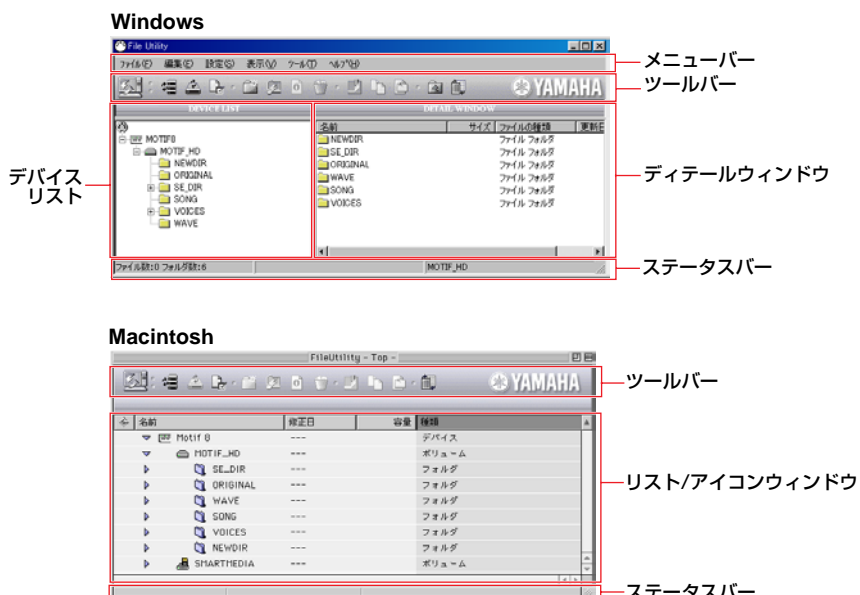 Windows
File Utility
ファイル(F) 編集(E) 設定(S) 表示(V) ツール(T) ヘルプ(H)
メニューバー
YAMAHA
ツールバー
DEVICE LIST
DETAIL WINDOW
名前 サイズ ファイルの種類 更新日
MOTIF8
MOTIF_HD
NEWDIR
ORIGINAL
SE_DIR
SONG
VOICES
WAVE
デバイス
リスト
NEWDIR ファイル フォルダ
SE_DIR ファイル フォルダ
ORIGINAL ファイル フォルダ
WAVE ファイル フォルダ
SONG ファイル フォルダ
VOICES ファイル フォルダ
ディテールウィンドウ
ファイル数:0 フォルダ数:6
MOTIF_HD
ステータスバー
Macintosh
FileUtility - Top -
YAMAHA
ツールバー
名前 修正日 容量 種類
Motif 8 --- デバイス
MOTIF_HD --- ボリューム
SE_DIR --- フォルダ
ORIGINAL --- フォルダ
WAVE --- フォルダ
SONG --- フォルダ
VOICES --- フォルダ
NEWDIR --- フォルダ
SMARTMEDIA --- ボリューム
リスト/アイコンウィンドウ
ステータスバー